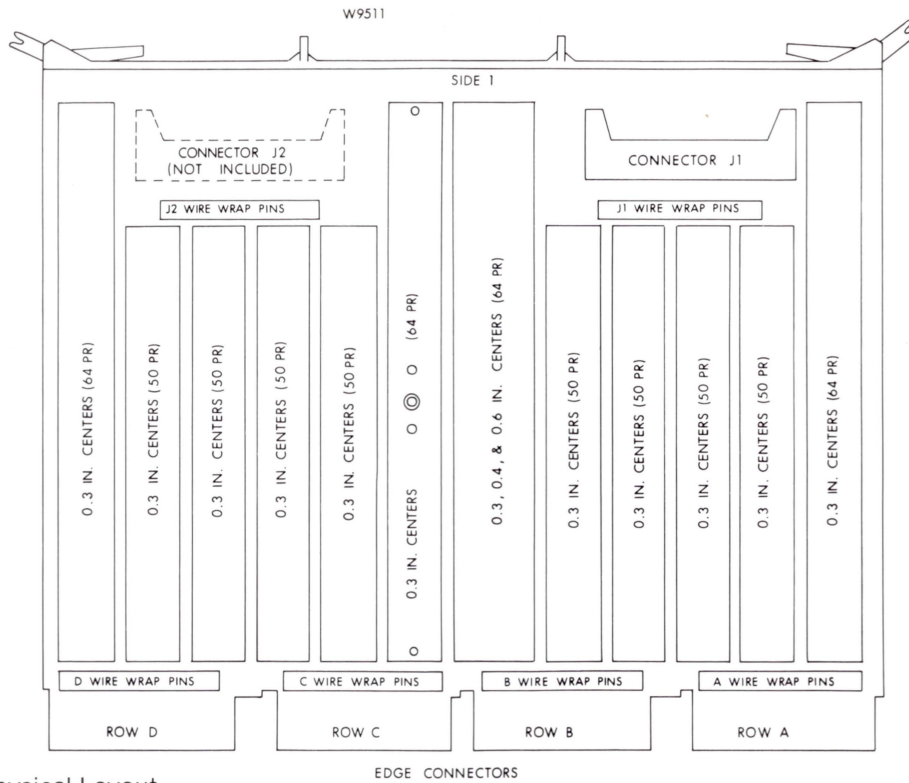 W9511
SIDE 1
CONNECTOR J2
(NOT INCLUDED)
CONNECTOR J1
J2 WIRE WRAP PINS
J1 WIRE WRAP PINS
0.3 IN. CENTERS (64 PR)
0.3 IN. CENTERS (50 PR)
0.3 IN. CENTERS (50 PR)
0.3 IN. CENTERS (50 PR)
0.3 IN. CENTERS (50 PR)
0.3 IN. CENTERS (64 PR)
0.3, 0.4, & 0.6 IN. CENTERS (64 PR)
0.3 IN. CENTERS (50 PR)
0.3 IN. CENTERS (50 PR)
0.3 IN. CENTERS (50 PR)
0.3 IN. CENTERS (50 PR)
0.3 IN. CENTERS (64 PR)
D WIRE WRAP PINS
C WIRE WRAP PINS
B WIRE WRAP PINS
A WIRE WRAP PINS
ROW D
ROW C
ROW B
ROW A
EDGE CONNECTORS